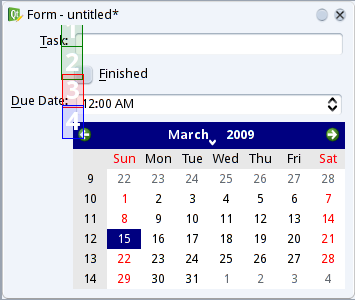 Form - untitled*
Task:
1
2
Finished
3
Due Date:
12:00 AM
4
March 2009
Sun Mon Tue Wed Thu Fri Sat
9 22 23 24 25 26 27 28
10 1 2 3 4 5 6 7
11 8 9 10 11 12 13 14
12 15 16 17 18 19 20 21
13 22 23 24 25 26 27 28
14 29 30 31 1 2 3 4